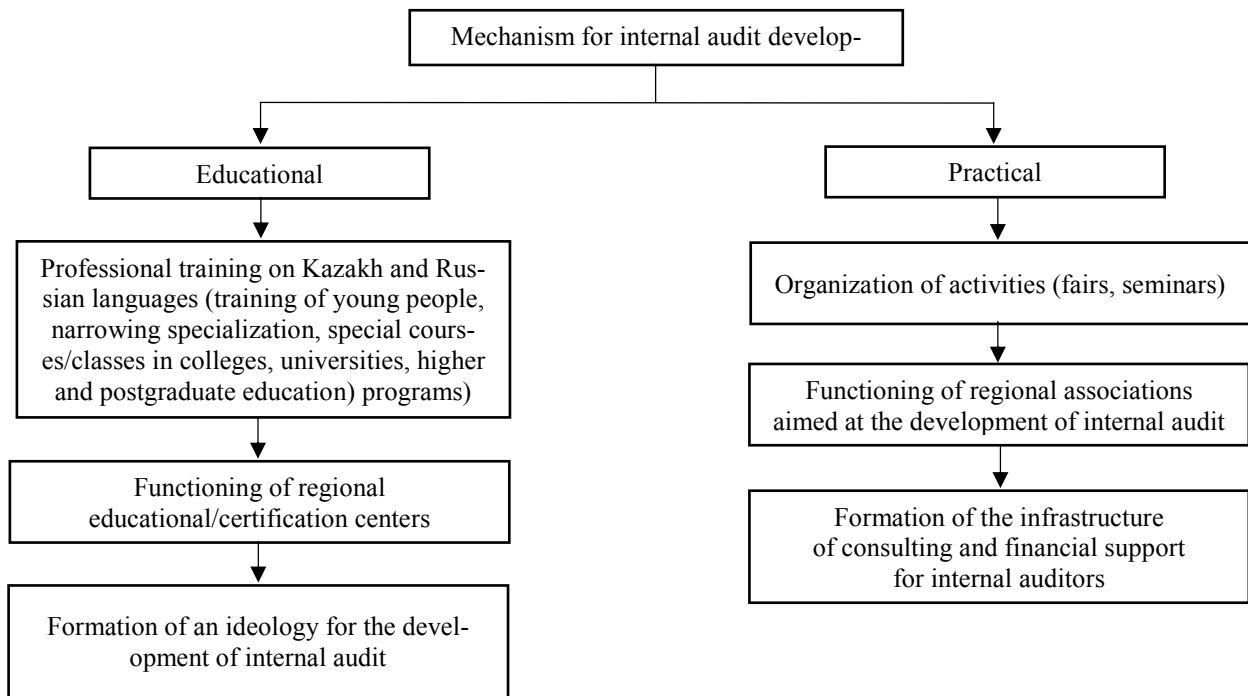 Mechanism for internal audit develop-
Educational
Professional training on Kazakh and Rus-
sian languages (training of young people,
narrowing specialization, special cours-
es/classes in colleges, universities, higher
and postgraduate education) programs)
Functioning of regional
educational/certification centers
Formation of an ideology for the devel-
opment of internal audit
Practical
Organization of activities (fairs, seminars)
Functioning of regional associations
aimed at the development of internal audit
Formation of the infrastructure
of consulting and financial support
for internal auditors